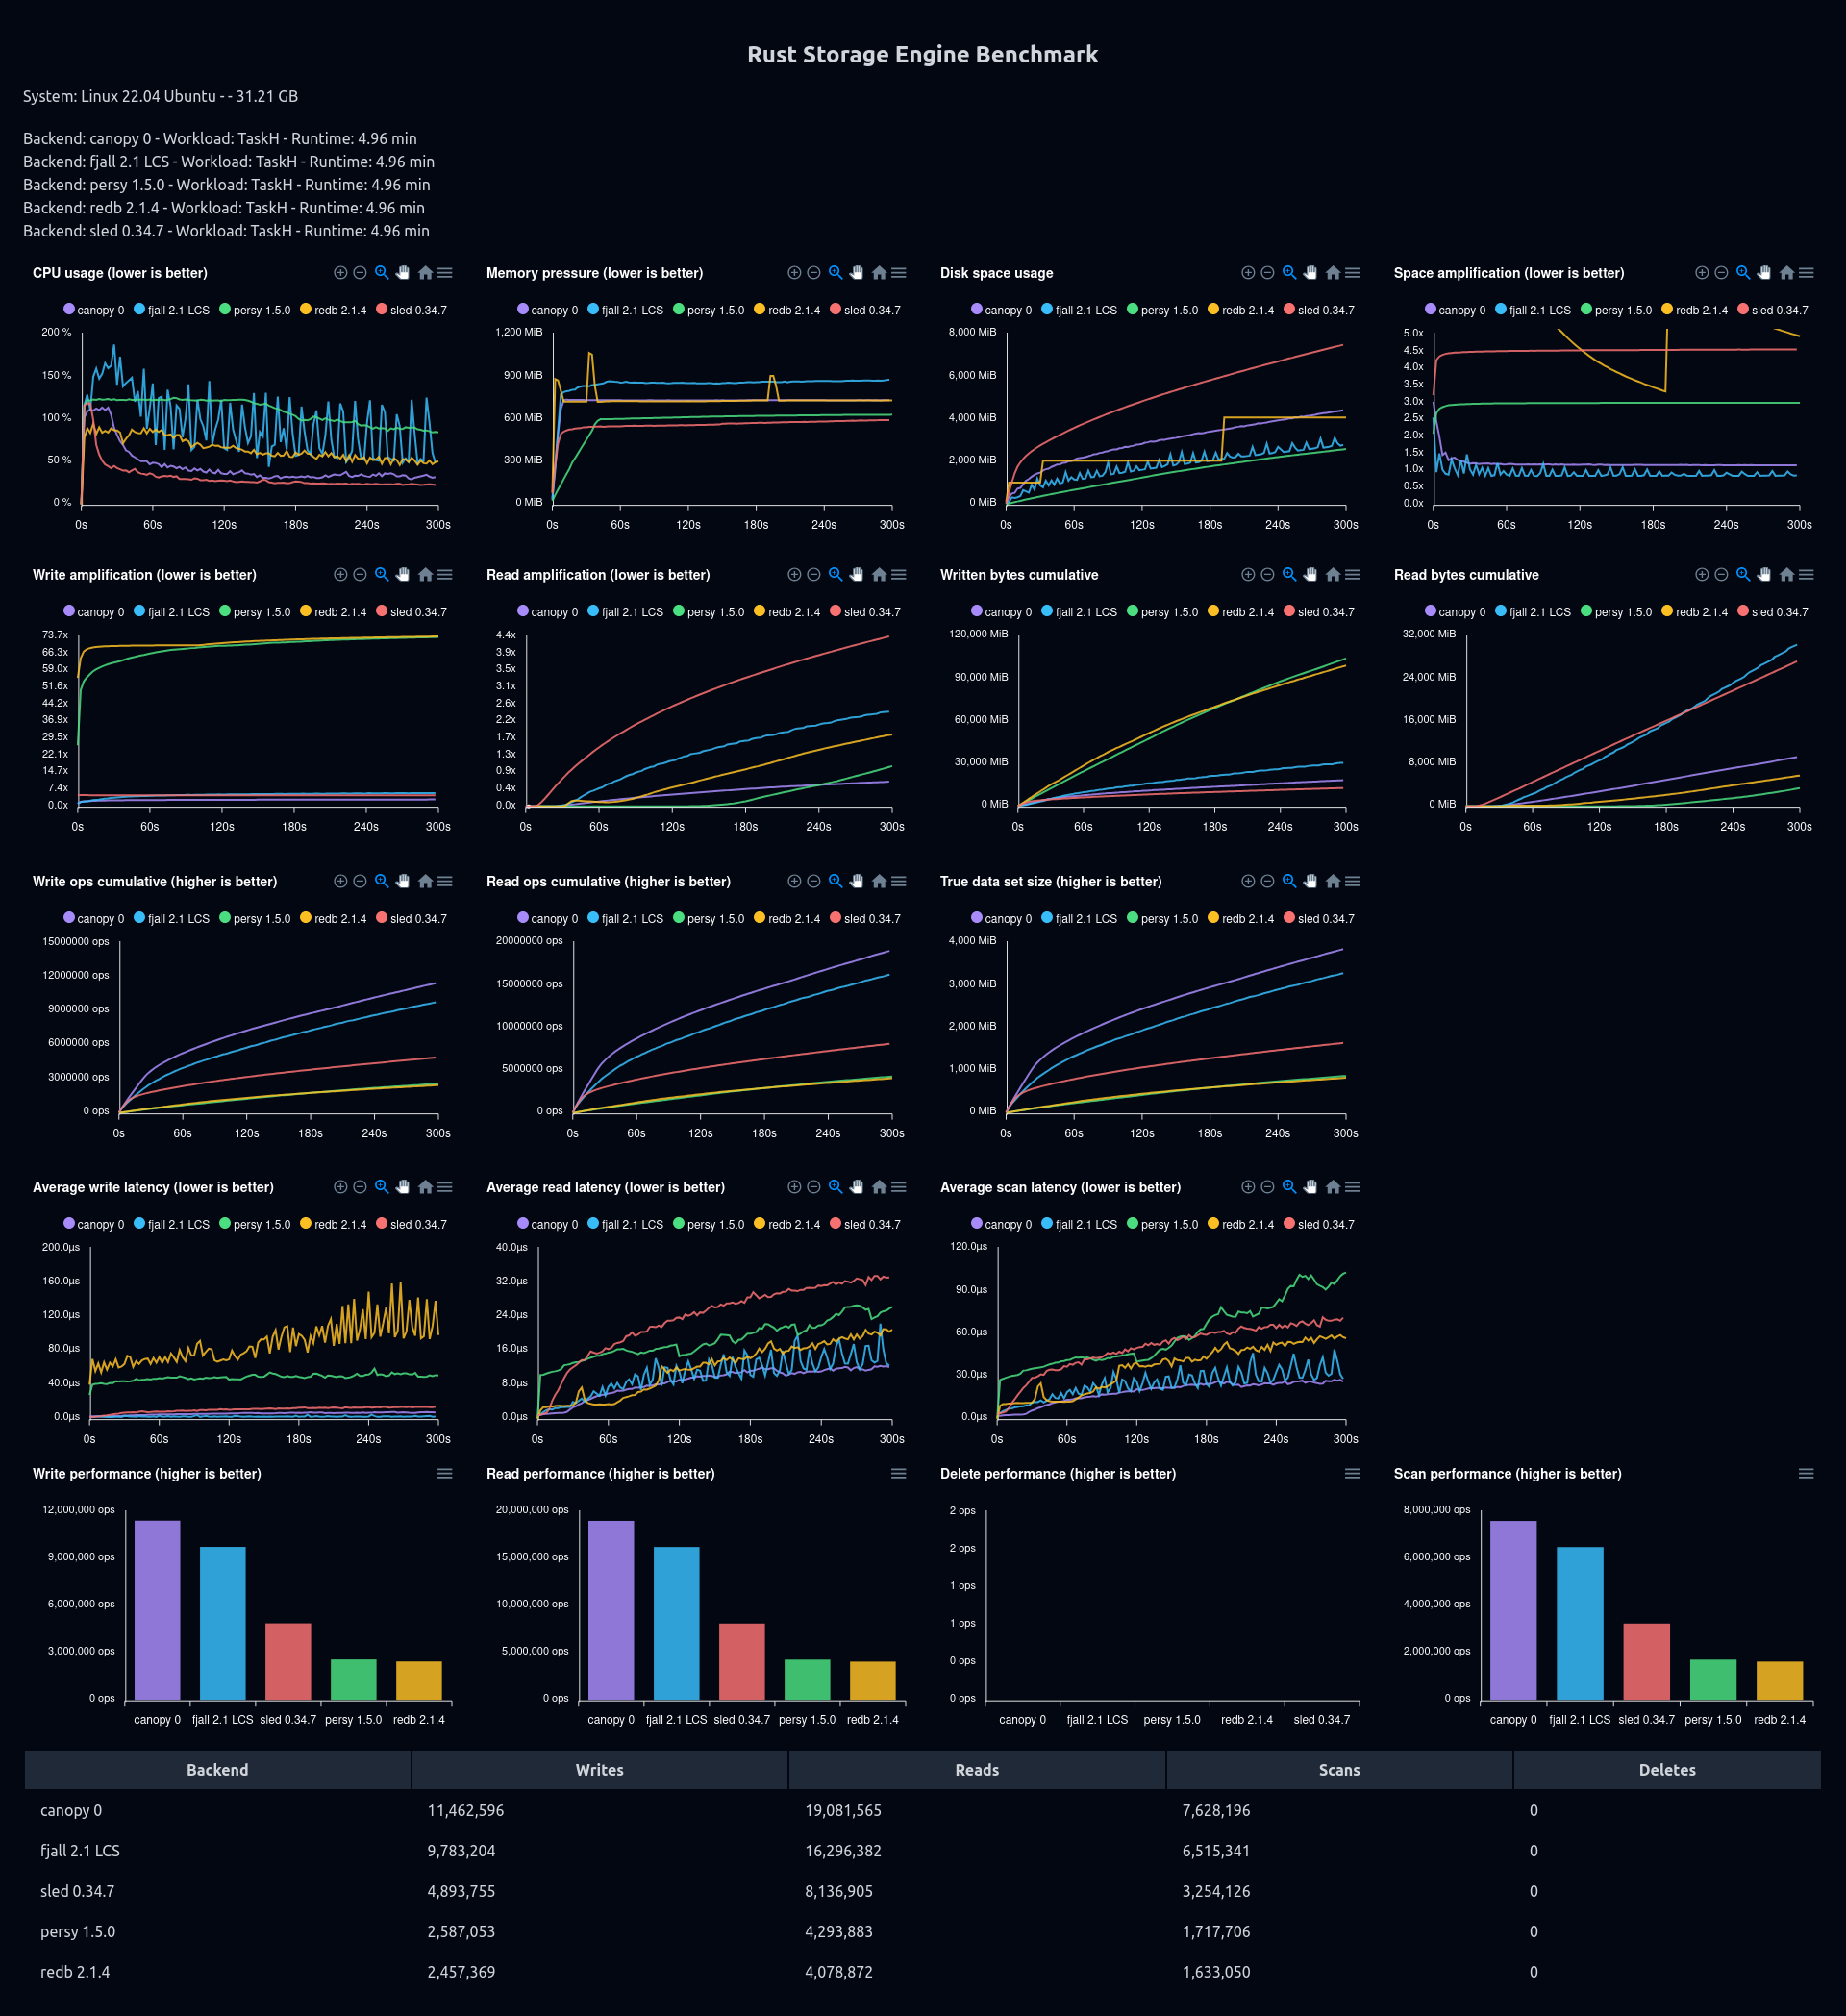 Rust Storage Engine Benchmark
System: Linux 22.04 Ubuntu - - 31.21 GB
Backend: canopy 0 - Workload: TaskH - Runtime: 4.96 min
Backend: fjall 2.1 LCS - Workload: TaskH - Runtime: 4.96 min
Backend: persy 1.5.0 - Workload: TaskH - Runtime: 4.96 min
Backend: redb 2.1.4 - Workload: TaskH - Runtime: 4.96 min
Backend: sled 0.34.7 - Workload: TaskH - Runtime: 4.96 min
CPU usage (lower is better)
canopy 0 fjall 2.1 LCS persy 1.5.0 redb 2.1.4 sled 0.34.7
200 %
150 %
100 %
50 %
0 %
0s 60s 120s 180s 240s 300s
Memory pressure (lower is better)
canopy 0 fjall 2.1 LCS persy 1.5.0 redb 2.1.4 sled 0.34.7
1,200 MiB
900 MiB
600 MiB
300 MiB
0 MiB
0s 60s 120s 180s 240s 300s
Disk space usage
canopy 0 fjall 2.1 LCS persy 1.5.0 redb 2.1.4 sled 0.34.7
8,000 MiB
6,000 MiB
4,000 MiB
2,000 MiB
0 MiB
0s 60s 120s 180s 240s 300s
Space amplification (lower is better)
canopy 0 fjall 2.1 LCS persy 1.5.0 redb 2.1.4 sled 0.34.7
5.0x
4.5x
4.0x
3.5x
3.0x
2.5x
2.0x
1.5x
1.0x
0.5x
0.0x
0s 60s 120s 180s 240s 300s
Write amplification (lower is better)
canopy 0 fjall 2.1 LCS persy 1.5.0 redb 2.1.4 sled 0.34.7
73.7x
66.3x
59.0x
51.6x
44.2x
36.9x
29.5x
22.1x
14.7x
7.4x
0.0x
0s 60s 120s 180s 240s 300s
Read amplification (lower is better)
canopy 0 fjall 2.1 LCS persy 1.5.0 redb 2.1.4 sled 0.34.7
4.4x
3.9x
3.5x
3.1x
2.6x
2.2x
1.7x
1.3x
0.9x
0.4x
0.0x
0s 60s 120s 180s 240s 300s
Written bytes cumulative
canopy 0 fjall 2.1 LCS persy 1.5.0 redb 2.1.4 sled 0.34.7
120,000 MiB
90,000 MiB
60,000 MiB
30,000 MiB
0 MiB
0s 60s 120s 180s 240s 300s
Read bytes cumulative
canopy 0 fjall 2.1 LCS persy 1.5.0 redb 2.1.4 sled 0.34.7
32,000 MiB
24,000 MiB
16,000 MiB
8,000 MiB
0 MiB
0s 60s 120s 180s 240s 300s
Write ops cumulative (higher is better)
canopy 0 fjall 2.1 LCS persy 1.5.0 redb 2.1.4 sled 0.34.7
15000000 ops
12000000 ops
9000000 ops
6000000 ops
3000000 ops
0 ops
0s 60s 120s 180s 240s 300s
Read ops cumulative (higher is better)
canopy 0 fjall 2.1 LCS persy 1.5.0 redb 2.1.4 sled 0.34.7
20000000 ops
15000000 ops
10000000 ops
5000000 ops
0 ops
0s 60s 120s 180s 240s 300s
True data set size (higher is better)
canopy 0 fjall 2.1 LCS persy 1.5.0 redb 2.1.4 sled 0.34.7
4,000 MiB
3,000 MiB
2,000 MiB
1,000 MiB
0 MiB
0s 60s 120s 180s 240s 300s
Average write latency (lower is better)
canopy 0 fjall 2.1 LCS persy 1.5.0 redb 2.1.4 sled 0.34.7
200.0µs
160.0µs
120.0µs
80.0µs
40.0µs
0.0µs
0s 60s 120s 180s 240s 300s
Average read latency (lower is better)
canopy 0 fjall 2.1 LCS persy 1.5.0 redb 2.1.4 sled 0.34.7
40.0µs
32.0µs
24.0µs
16.0µs
8.0µs
0.0µs
0s 60s 120s 180s 240s 300s
Average scan latency (lower is better)
canopy 0 fjall 2.1 LCS persy 1.5.0 redb 2.1.4 sled 0.34.7
120.0µs
90.0µs
60.0µs
30.0µs
0.0µs
0s 60s 120s 180s 240s 300s
Write performance (higher is better)
12,000,000 ops
9,000,000 ops
6,000,000 ops
3,000,000 ops
0 ops
canopy 0 fjall 2.1 LCS sled 0.34.7 persy 1.5.0 redb 2.1.4
Read performance (higher is better)
20,000,000 ops
15,000,000 ops
10,000,000 ops
5,000,000 ops
0 ops
canopy 0 fjall 2.1 LCS sled 0.34.7 persy 1.5.0 redb 2.1.4
Delete performance (higher is better)
2 ops
2 ops
1 ops
1 ops
0 ops
0 ops
canopy 0 fjall 2.1 LCS persy 1.5.0 redb 2.1.4 sled 0.34.7
Scan performance (higher is better)
8,000,000 ops
6,000,000 ops
4,000,000 ops
2,000,000 ops
0 ops
canopy 0 fjall 2.1 LCS sled 0.34.7 persy 1.5.0 redb 2.1.4
Backend Writes Reads Scans Deletes
canopy 0 11,462,596 19,081,565 7,628,196 0
fjall 2.1 LCS 9,783,204 16,296,382 6,515,341 0
sled 0.34.7 4,893,755 8,136,905 3,254,126 0
persy 1.5.0 2,587,053 4,293,883 1,717,706 0
redb 2.1.4 2,457,369 4,078,872 1,633,050 0